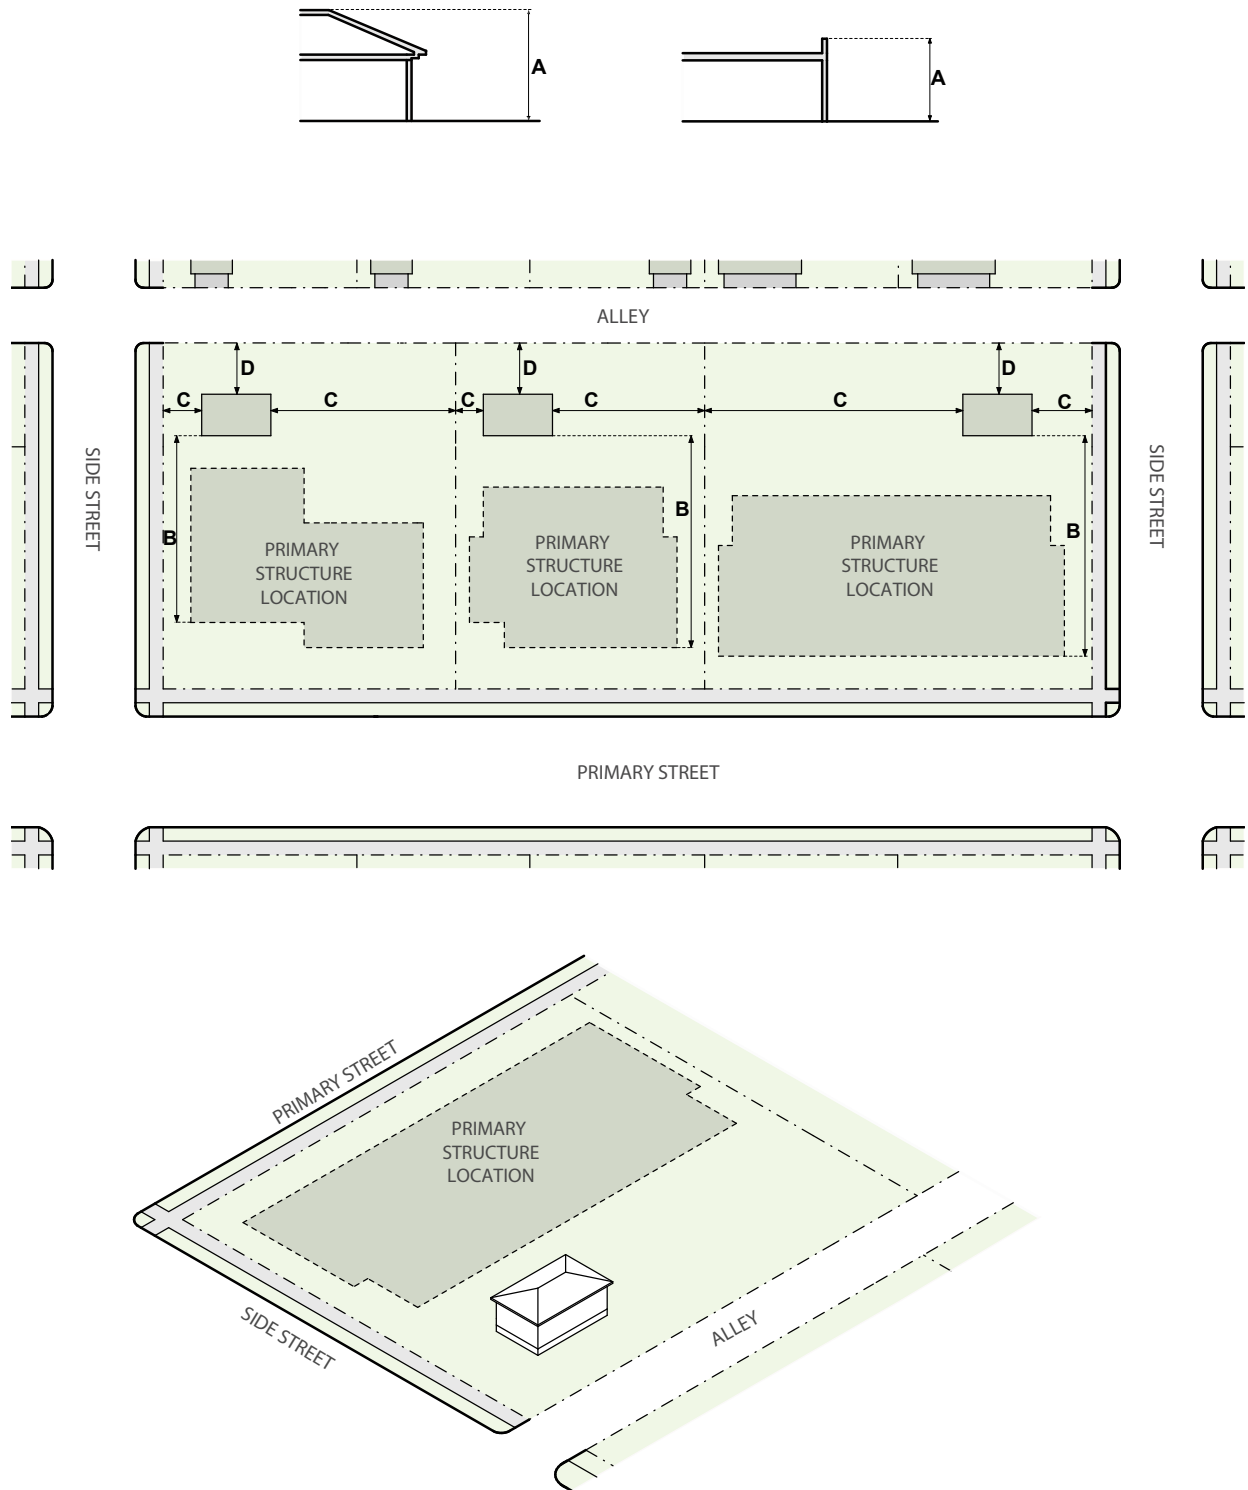 A
A
ALLEY
D
D
D
C
C
C
C
C
C
SIDE STREET
SIDE STREET
B
B
B
PRIMARY
STRUCTURE
LOCATION
PRIMARY
STRUCTURE
LOCATION
PRIMARY
STRUCTURE
LOCATION
PRIMARY STREET
PRIMARY STREET
PRIMARY
STRUCTURE
LOCATION
SIDE STREET
ALLEY